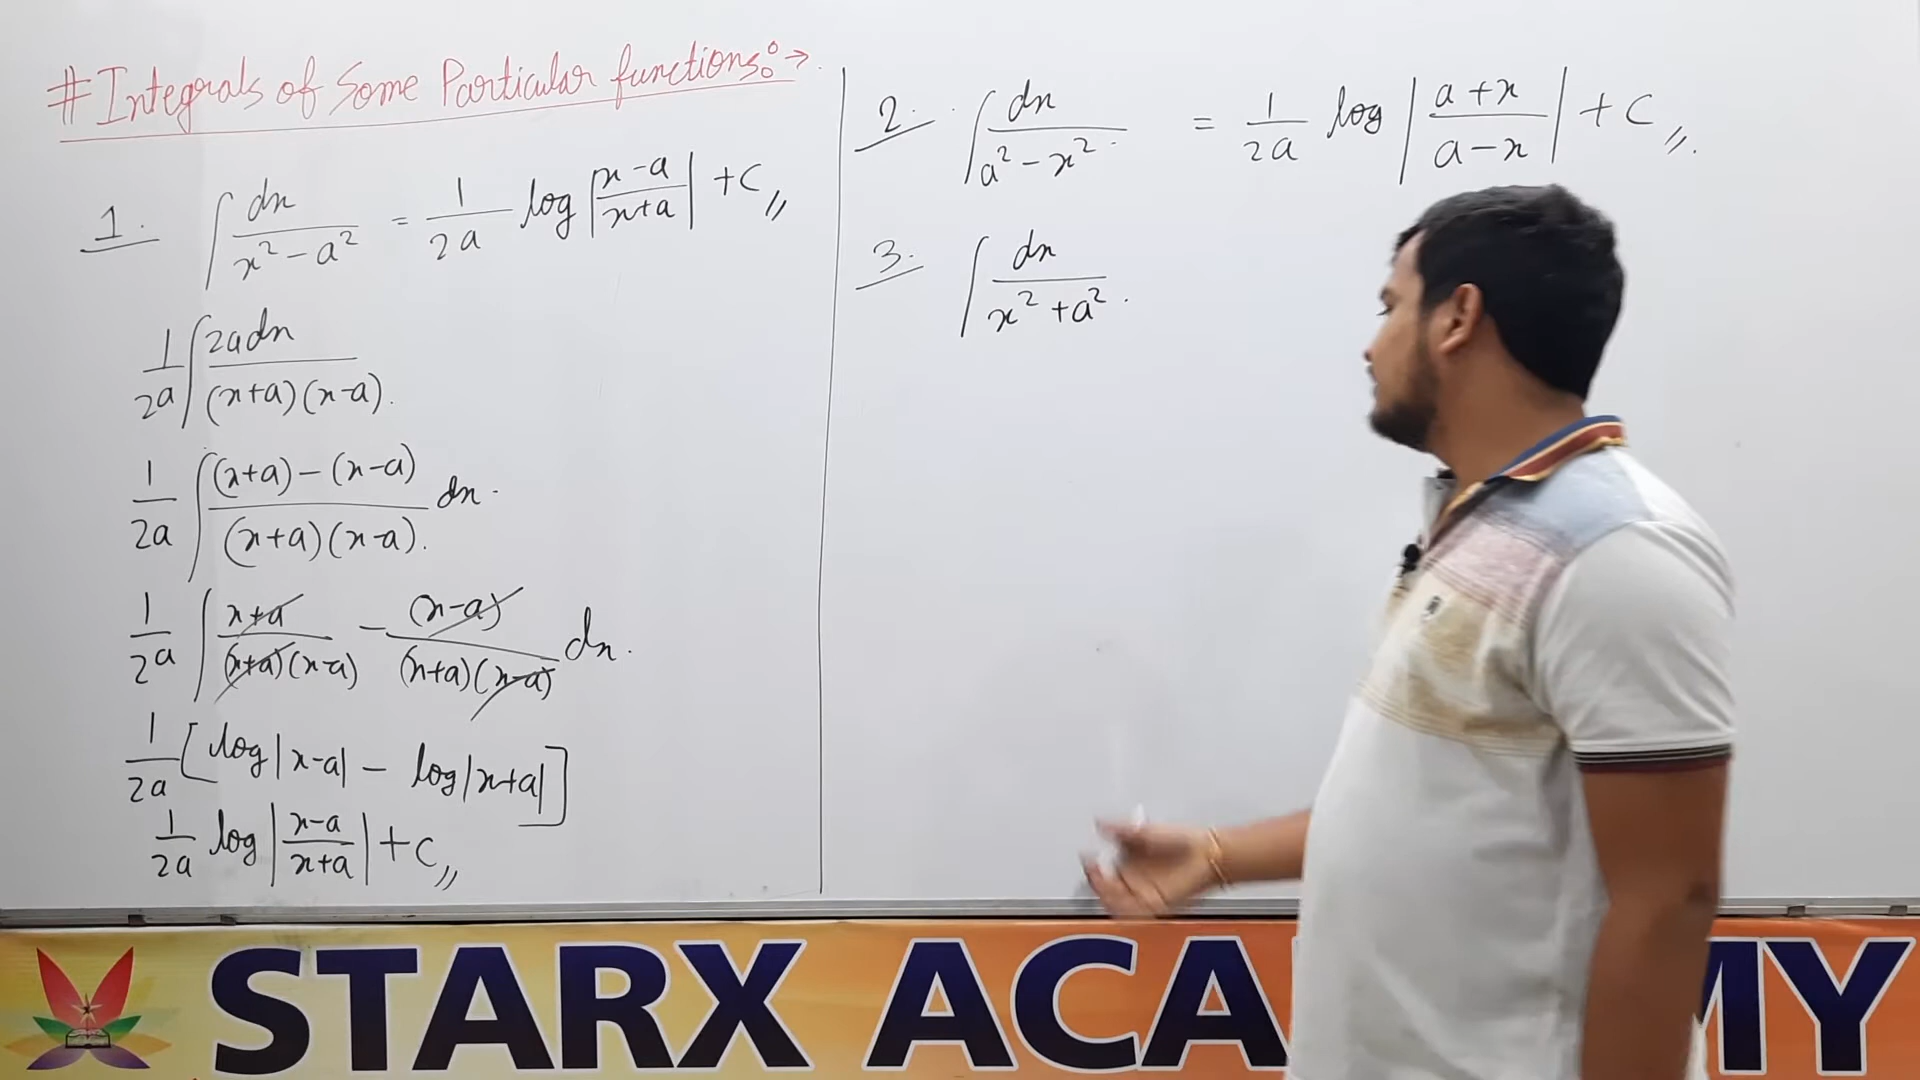 # Integrals of Some Particular functions:→.
1. ∫ dx / (x² − a²) = 1/2a log |(x−a)/(x+a)| + C,,
1/2a ∫ 2a dx / (x+a)(x−a).
1/2a ∫ ((x+a) − (x−a)) / (x+a)(x−a). dx.
1/2a ∫ x+a / (x+a)(x−a) − (x−a) / (x+a)(x−a) dx.
1/2a [log|x−a| − log|x+a|]
1/2a log |(x−a)/(x+a)| + C,,
2. ∫ dx / (a² − x²) = 1/2a log |(a+x)/(a−x)| + C,,.
3. ∫ dx / (x² + a²).
STARX ACA MY